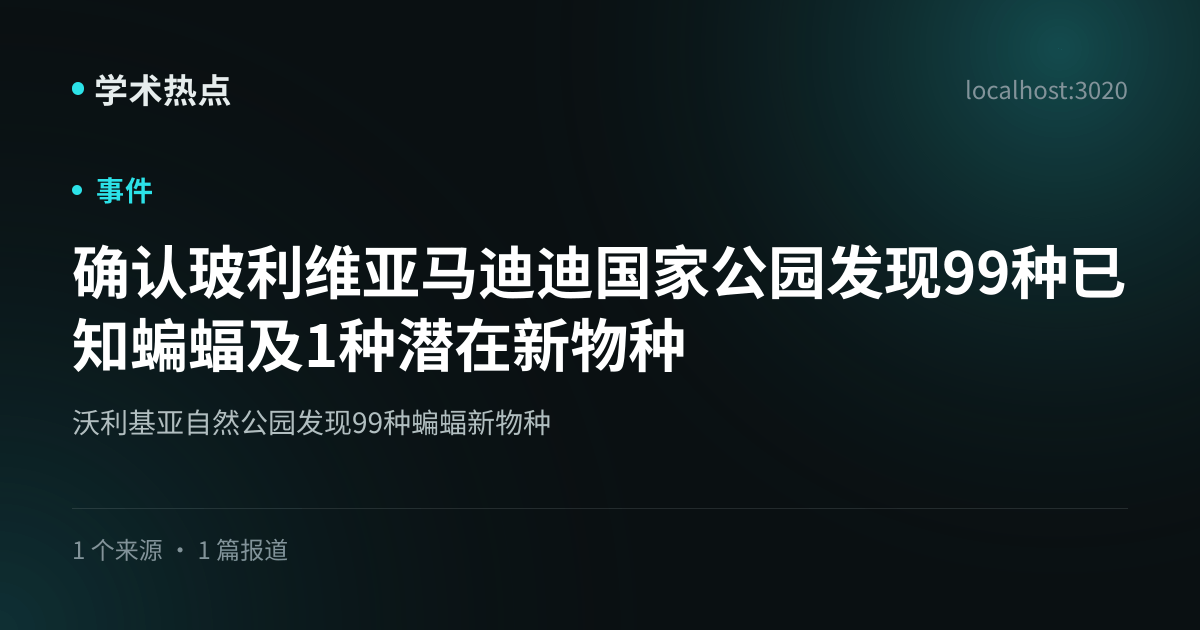 学术热点
localhost:3020
事件
确认玻利维亚马迪迪国家公园发现99种已
知蝙蝠及1种潜在新物种
沃利基亚自然公园发现99种蝙蝠新物种
1 个来源 · 1 篇报道